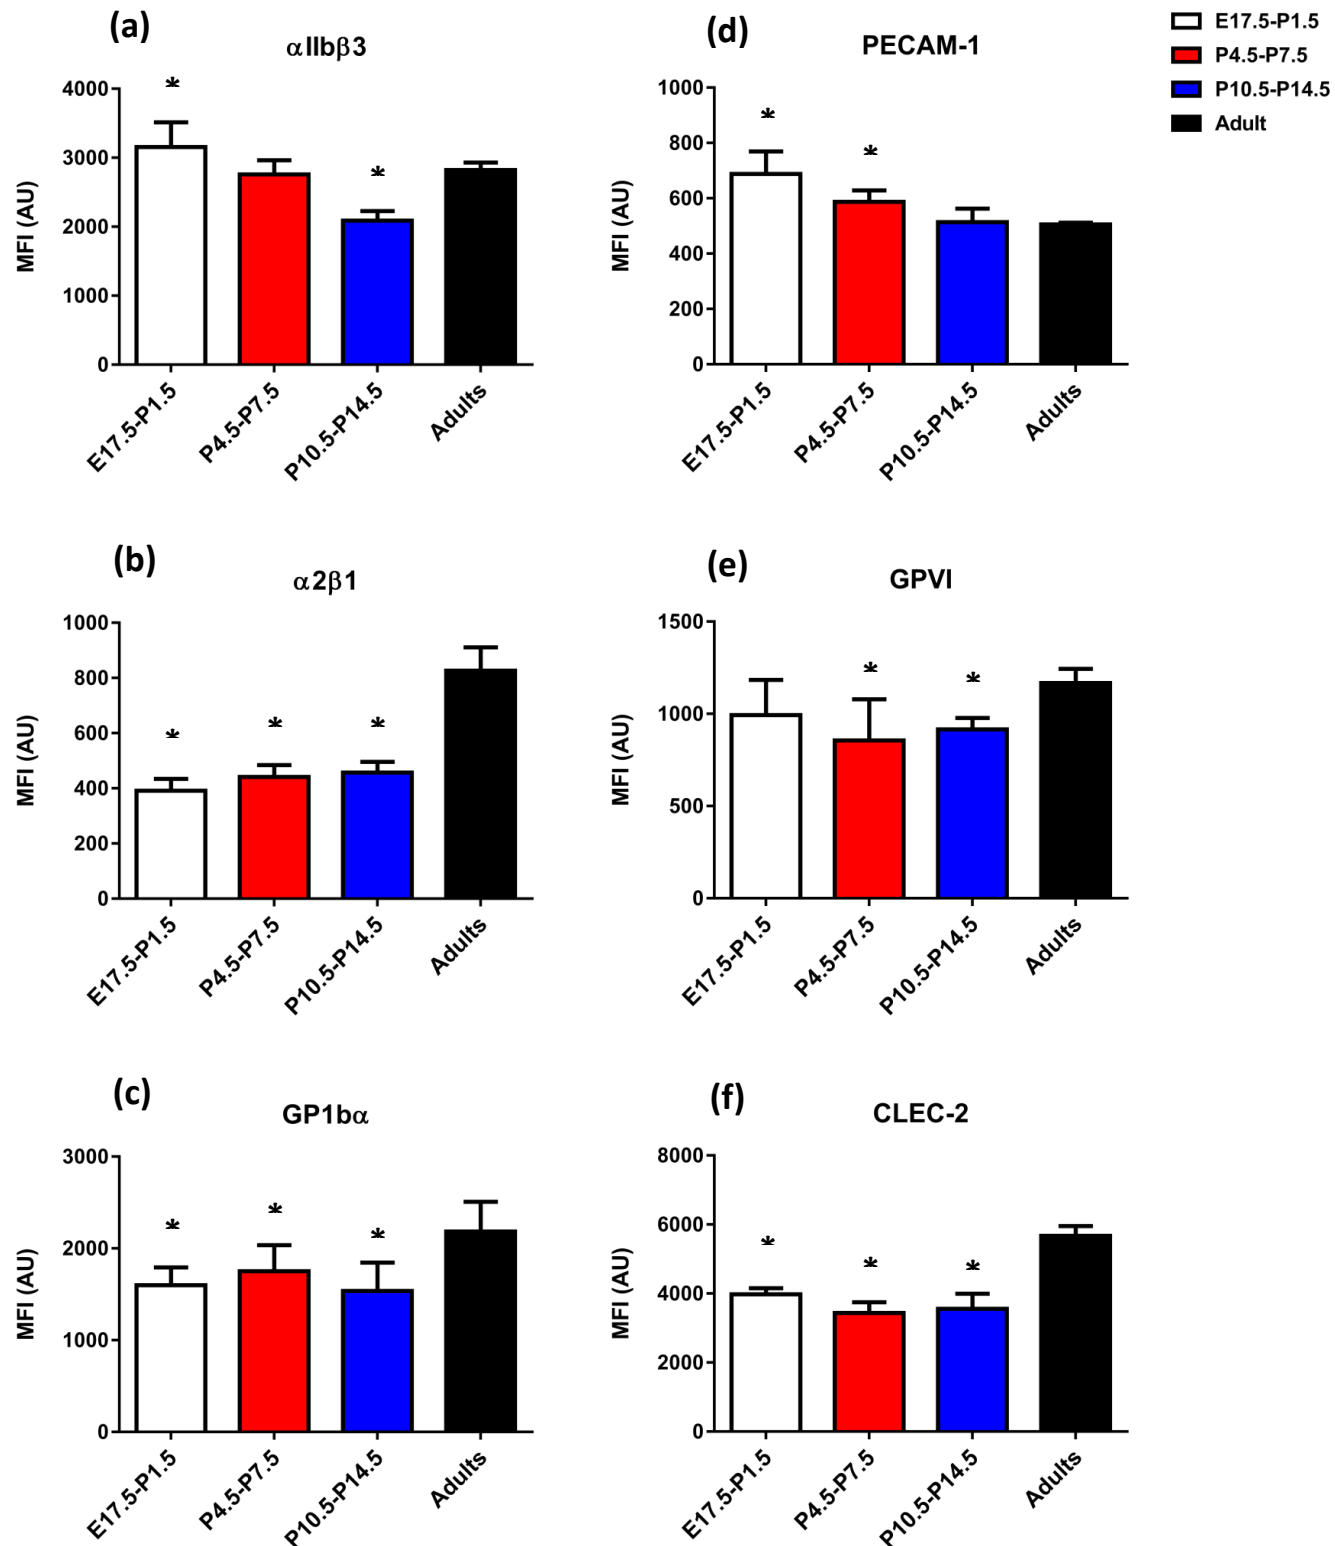 (a)
αIIbβ3
4000
3000
2000
1000
0
MFI (AU)
*
*
E17.5-P1.5
P4.5-P7.5
P10.5-P14.5
Adults
(d)
PECAM-1
1000
800
600
400
200
0
MFI (AU)
*
*
E17.5-P1.5
P4.5-P7.5
P10.5-P14.5
Adults
E17.5-P1.5
P4.5-P7.5
P10.5-P14.5
Adult
(b)
α2β1
1000
800
600
400
200
0
MFI (AU)
*
*
*
E17.5-P1.5
P4.5-P7.5
P10.5-P14.5
Adults
(e)
GPVI
1500
1000
500
0
MFI (AU)
*
*
E17.5-P1.5
P4.5-P7.5
P10.5-P14.5
Adults
(c)
GP1bα
3000
2000
1000
0
MFI (AU)
*
*
*
E17.5-P1.5
P4.5-P7.5
P10.5-P14.5
Adults
(f)
CLEC-2
8000
6000
4000
2000
0
MFI (AU)
*
*
*
E17.5-P1.5
P4.5-P7.5
P10.5-P14.5
Adults